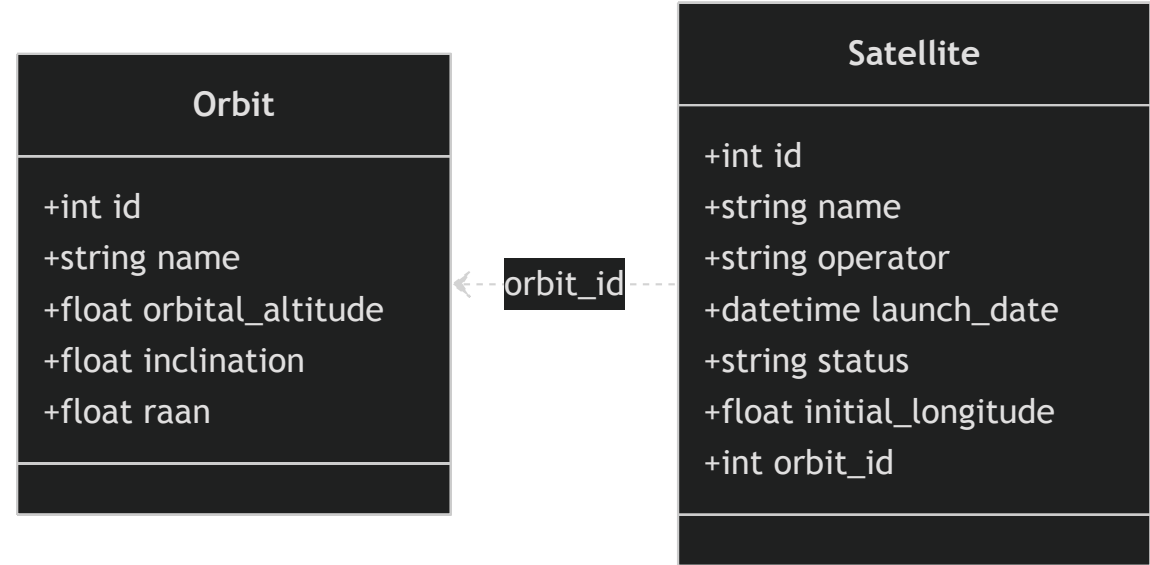 Orbit
+int id
+string name
+float orbital_altitude
+float inclination
+float raan
orbit_id
Satellite
+int id
+string name
+string operator
+datetime launch_date
+string status
+float initial_longitude
+int orbit_id